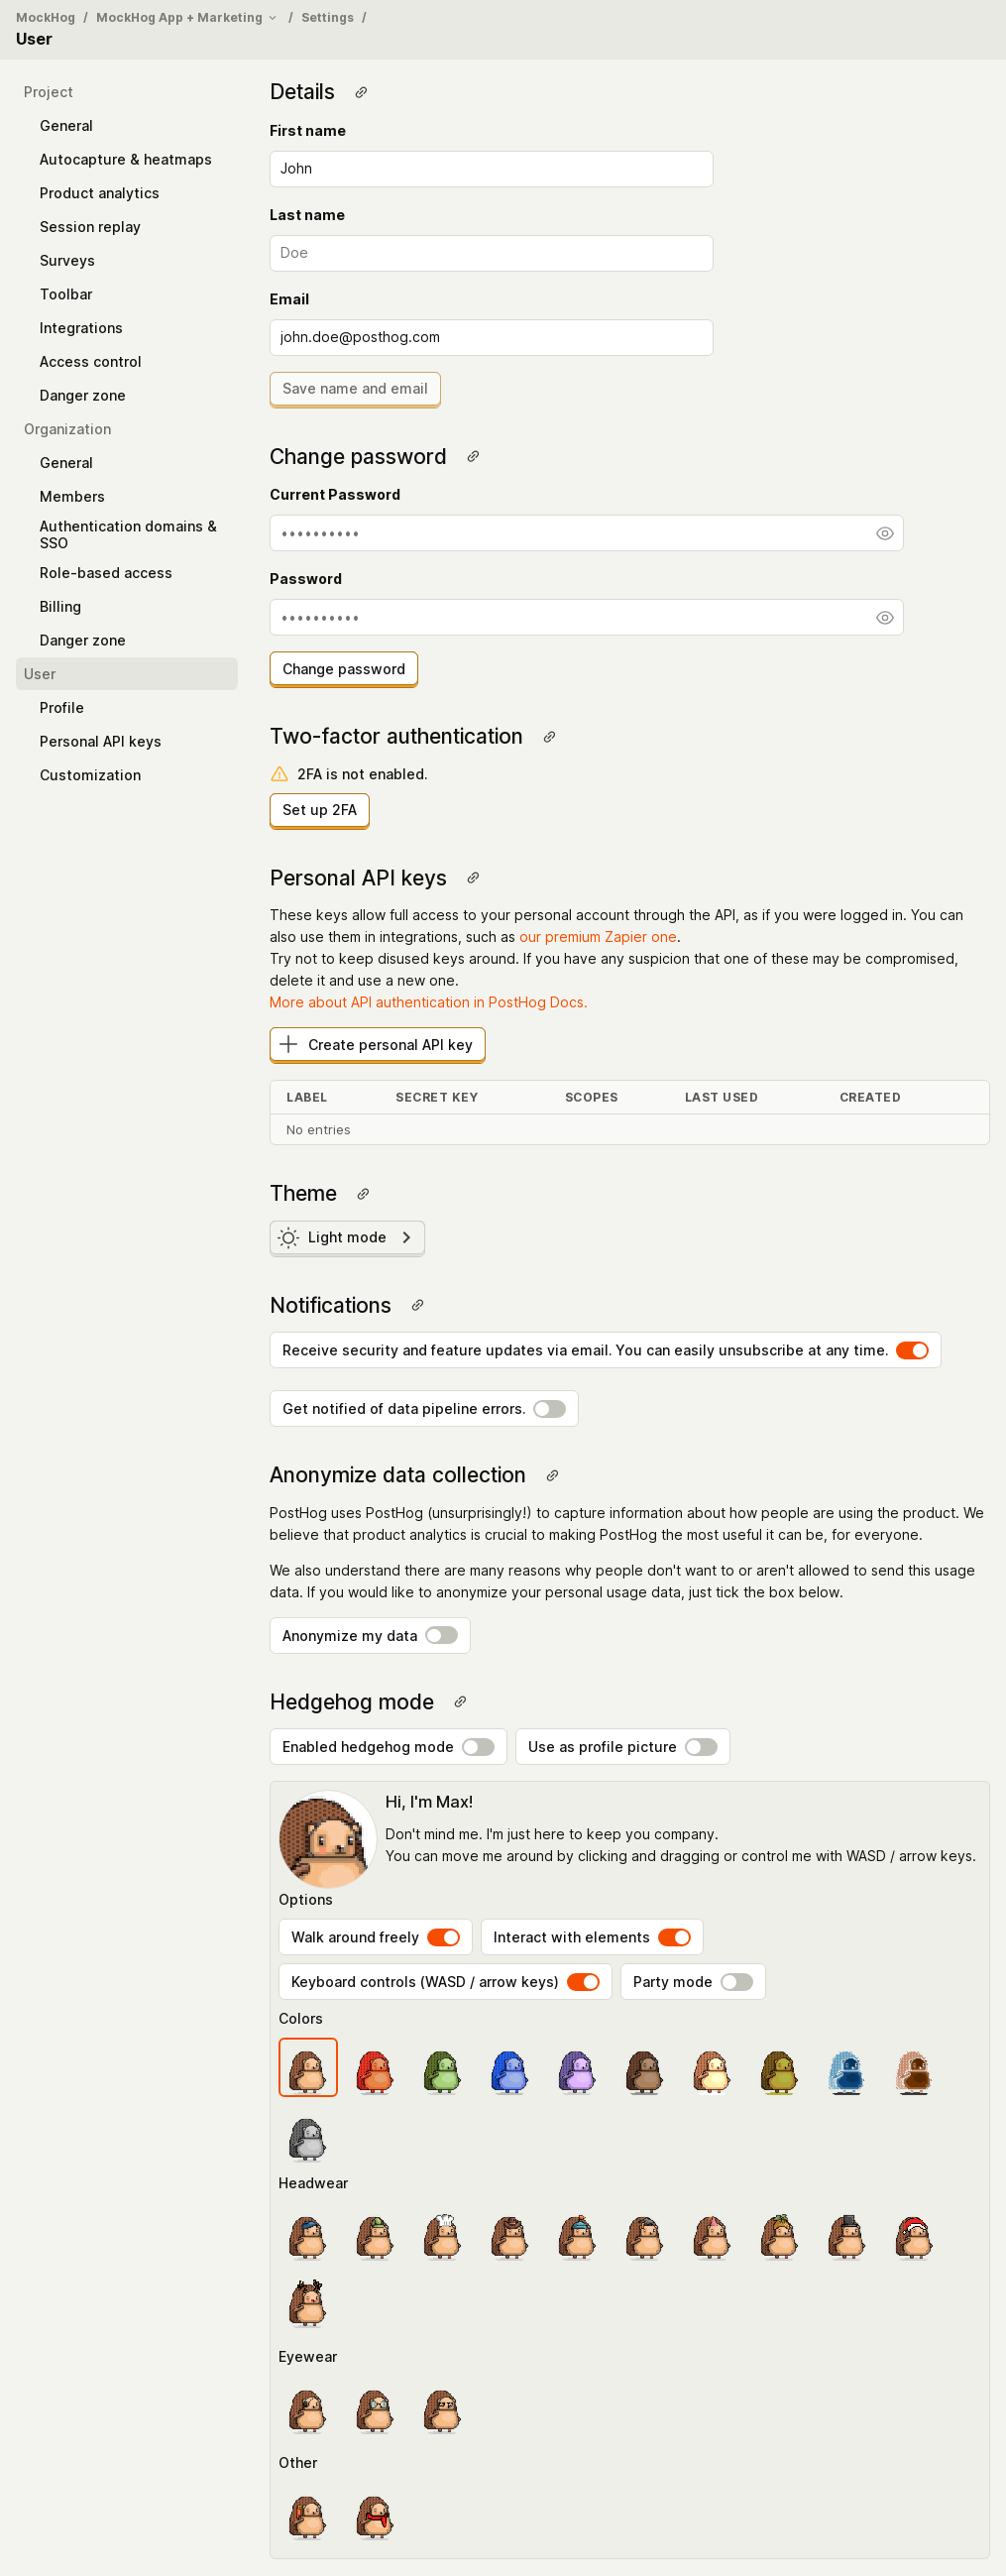 MockHog / MockHog App + Marketing / Settings /
User
Project
General
Autocapture & heatmaps
Product analytics
Session replay
Surveys
Toolbar
Integrations
Access control
Danger zone
Organization
General
Members
Authentication domains &
SSO
Role-based access
Billing
Danger zone
User
Profile
Personal API keys
Customization
Details
First name
John
Last name
Doe
Email
john.doe@posthog.com
Save name and email
Change password
Current Password
••••••••••
Password
••••••••••
Change password
Two-factor authentication
2FA is not enabled.
Set up 2FA
Personal API keys
These keys allow full access to your personal account through the API, as if you were logged in. You can
also use them in integrations, such as our premium Zapier one.
Try not to keep disused keys around. If you have any suspicion that one of these may be compromised,
delete it and use a new one.
More about API authentication in PostHog Docs.
Create personal API key
LABEL SECRET KEY SCOPES LAST USED CREATED
No entries
Theme
Light mode
Notifications
Receive security and feature updates via email. You can easily unsubscribe at any time.
Get notified of data pipeline errors.
Anonymize data collection
PostHog uses PostHog (unsurprisingly!) to capture information about how people are using the product. We
believe that product analytics is crucial to making PostHog the most useful it can be, for everyone.
We also understand there are many reasons why people don't want to or aren't allowed to send this usage
data. If you would like to anonymize your personal usage data, just tick the box below.
Anonymize my data
Hedgehog mode
Enabled hedgehog mode Use as profile picture
Hi, I'm Max!
Don't mind me. I'm just here to keep you company.
You can move me around by clicking and dragging or control me with WASD / arrow keys.
Options
Walk around freely Interact with elements
Keyboard controls (WASD / arrow keys) Party mode
Colors
Headwear
Eyewear
Other